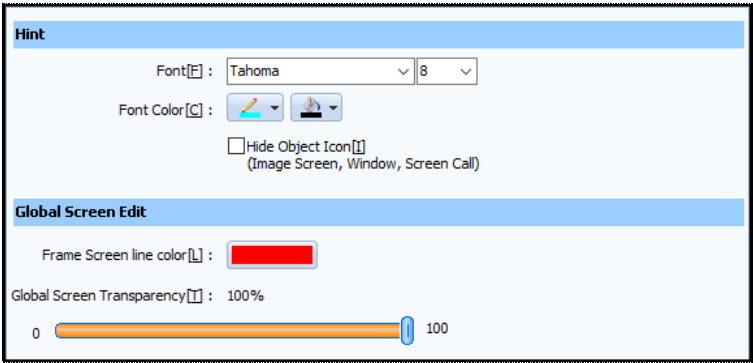 Hint
Font[F] : Tahoma 8
Font Color[C] :
Hide Object Icon[I]
(Image Screen, Window, Screen Call)
Global Screen Edit
Frame Screen line color[L] :
Global Screen Transparency[T] : 100%
0 100